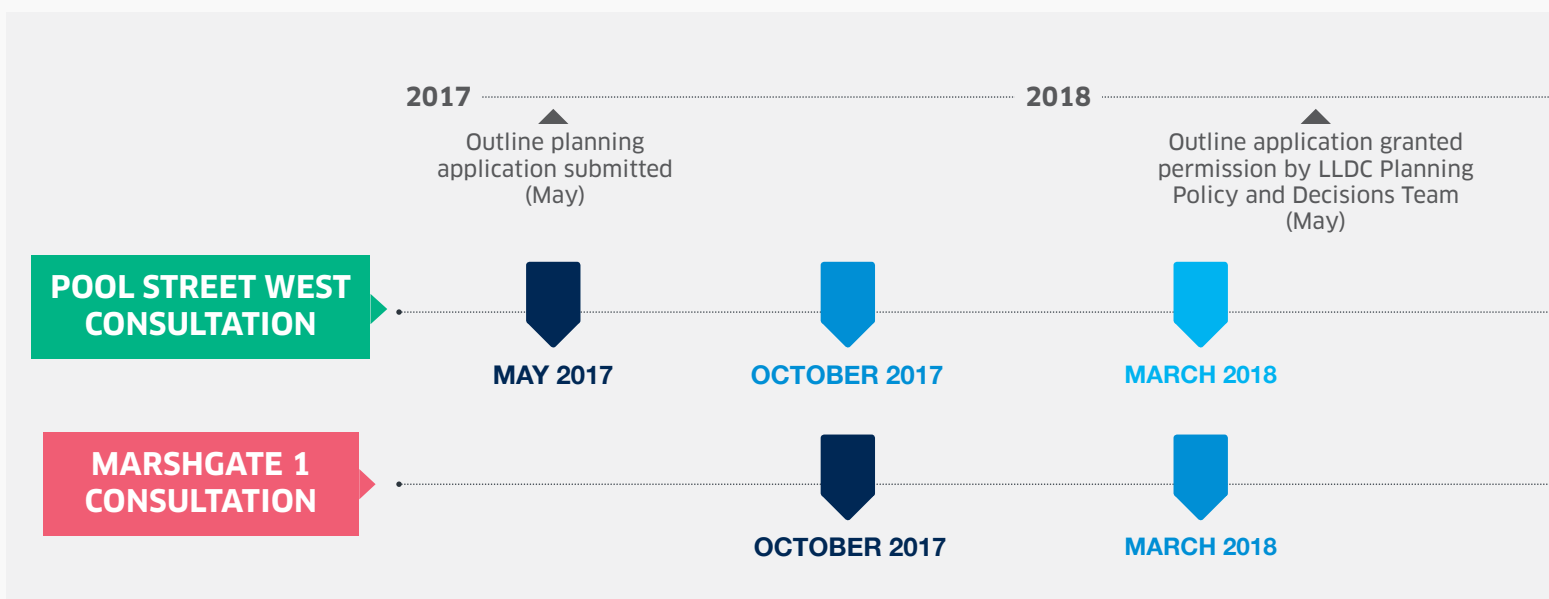 2017
2018
Outline planning
application submitted
(May)
Outline application granted
permission by LLDC Planning
Policy and Decisions Team
(May)
POOL STREET WEST
CONSULTATION
MAY 2017
OCTOBER 2017
MARCH 2018
MARSHGATE 1
CONSULTATION
OCTOBER 2017
MARCH 2018